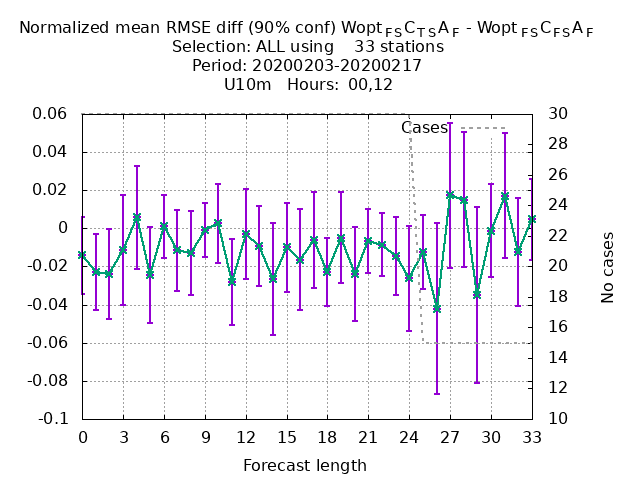 Normalized mean RMSE diff (90% conf) Wopt FS C T S A F - Wopt FS C FS A F
Selection: ALL using    33 stations
Period: 20200203-20200217
U10m   Hours:  00,12
Cases
0.06
0.04
0.02
0
-0.02
-0.04
-0.06
-0.08
-0.1
30
28
26
24
22
20
18
16
14
12
10
No cases
0 3 6 9 12 15 18 21 24 27 30 33
Forecast length